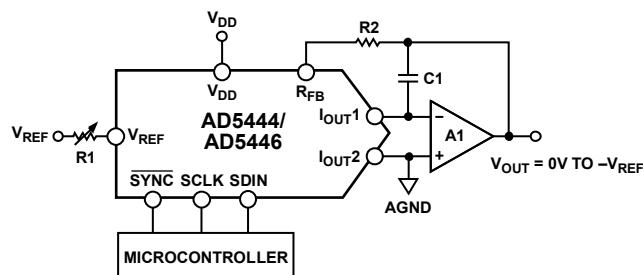 V_DD
R2
V_DD
R_FB
C1
AD5444/
AD5446
I_OUT1
V_REF
R1
V_REF
A1
I_OUT2
V_OUT = 0V TO –V_REF
S̅Y̅N̅C̅ SCLK SDIN
AGND
MICROCONTROLLER
−
+